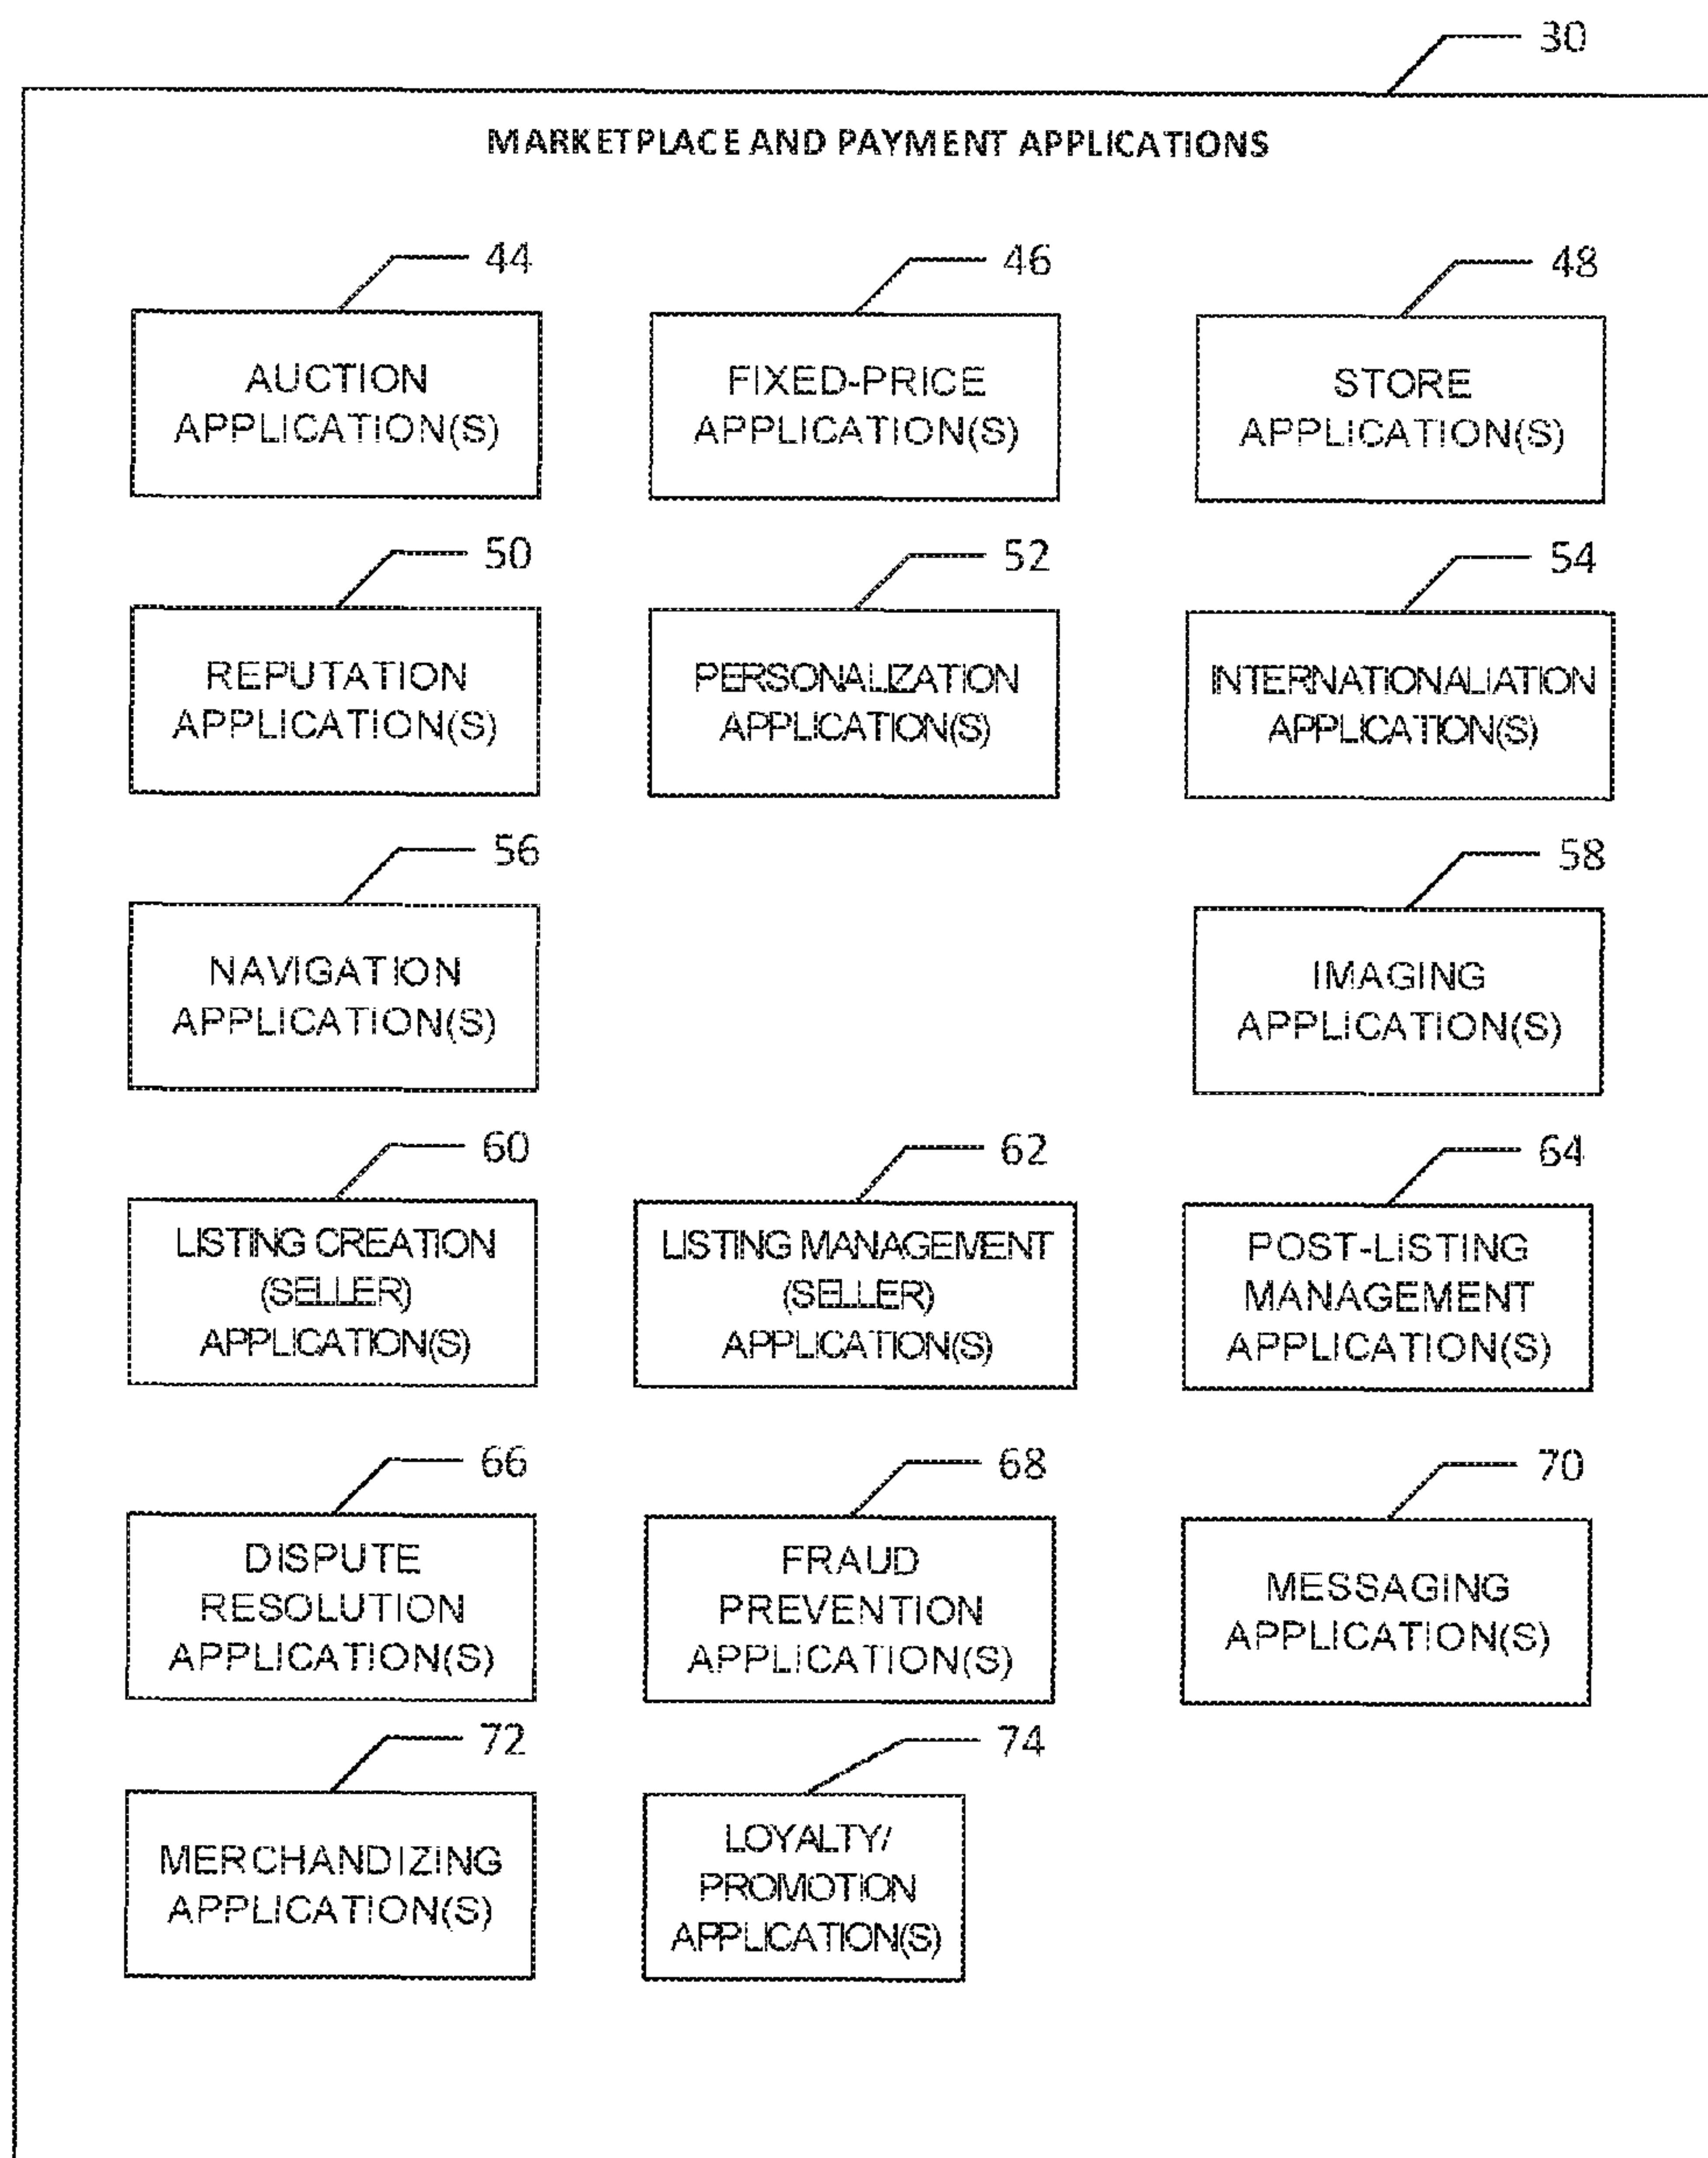 30
MARKETPLACE AND PAYMENT APPLICATIONS
44
AUCTION
APPLICATION(S)
46
FIXED-PRICE
APPLICATION(S)
48
STORE
APPLICATION(S)
50
REPUTATION
APPLICATION(S)
52
PERSONALIZATION
APPLICATION(S)
54
INTERNATIONALIATION
APPLICATION(S)
56
NAVIGATION
APPLICATION(S)
58
IMAGING
APPLICATION(S)
60
LISTING CREATION
(SELLER)
APPLICATION(S)
62
LISTING MANAGEMENT
(SELLER)
APPLICATION(S)
64
POST-LISTING
MANAGEMENT
APPLICATION(S)
66
DISPUTE
RESOLUTION
APPLICATION(S)
68
FRAUD
PREVENTION
APPLICATION(S)
70
MESSAGING
APPLICATION(S)
72
MERCHANDIZING
APPLICATION(S)
74
LOYALTY/
PROMOTION
APPLICATION(S)